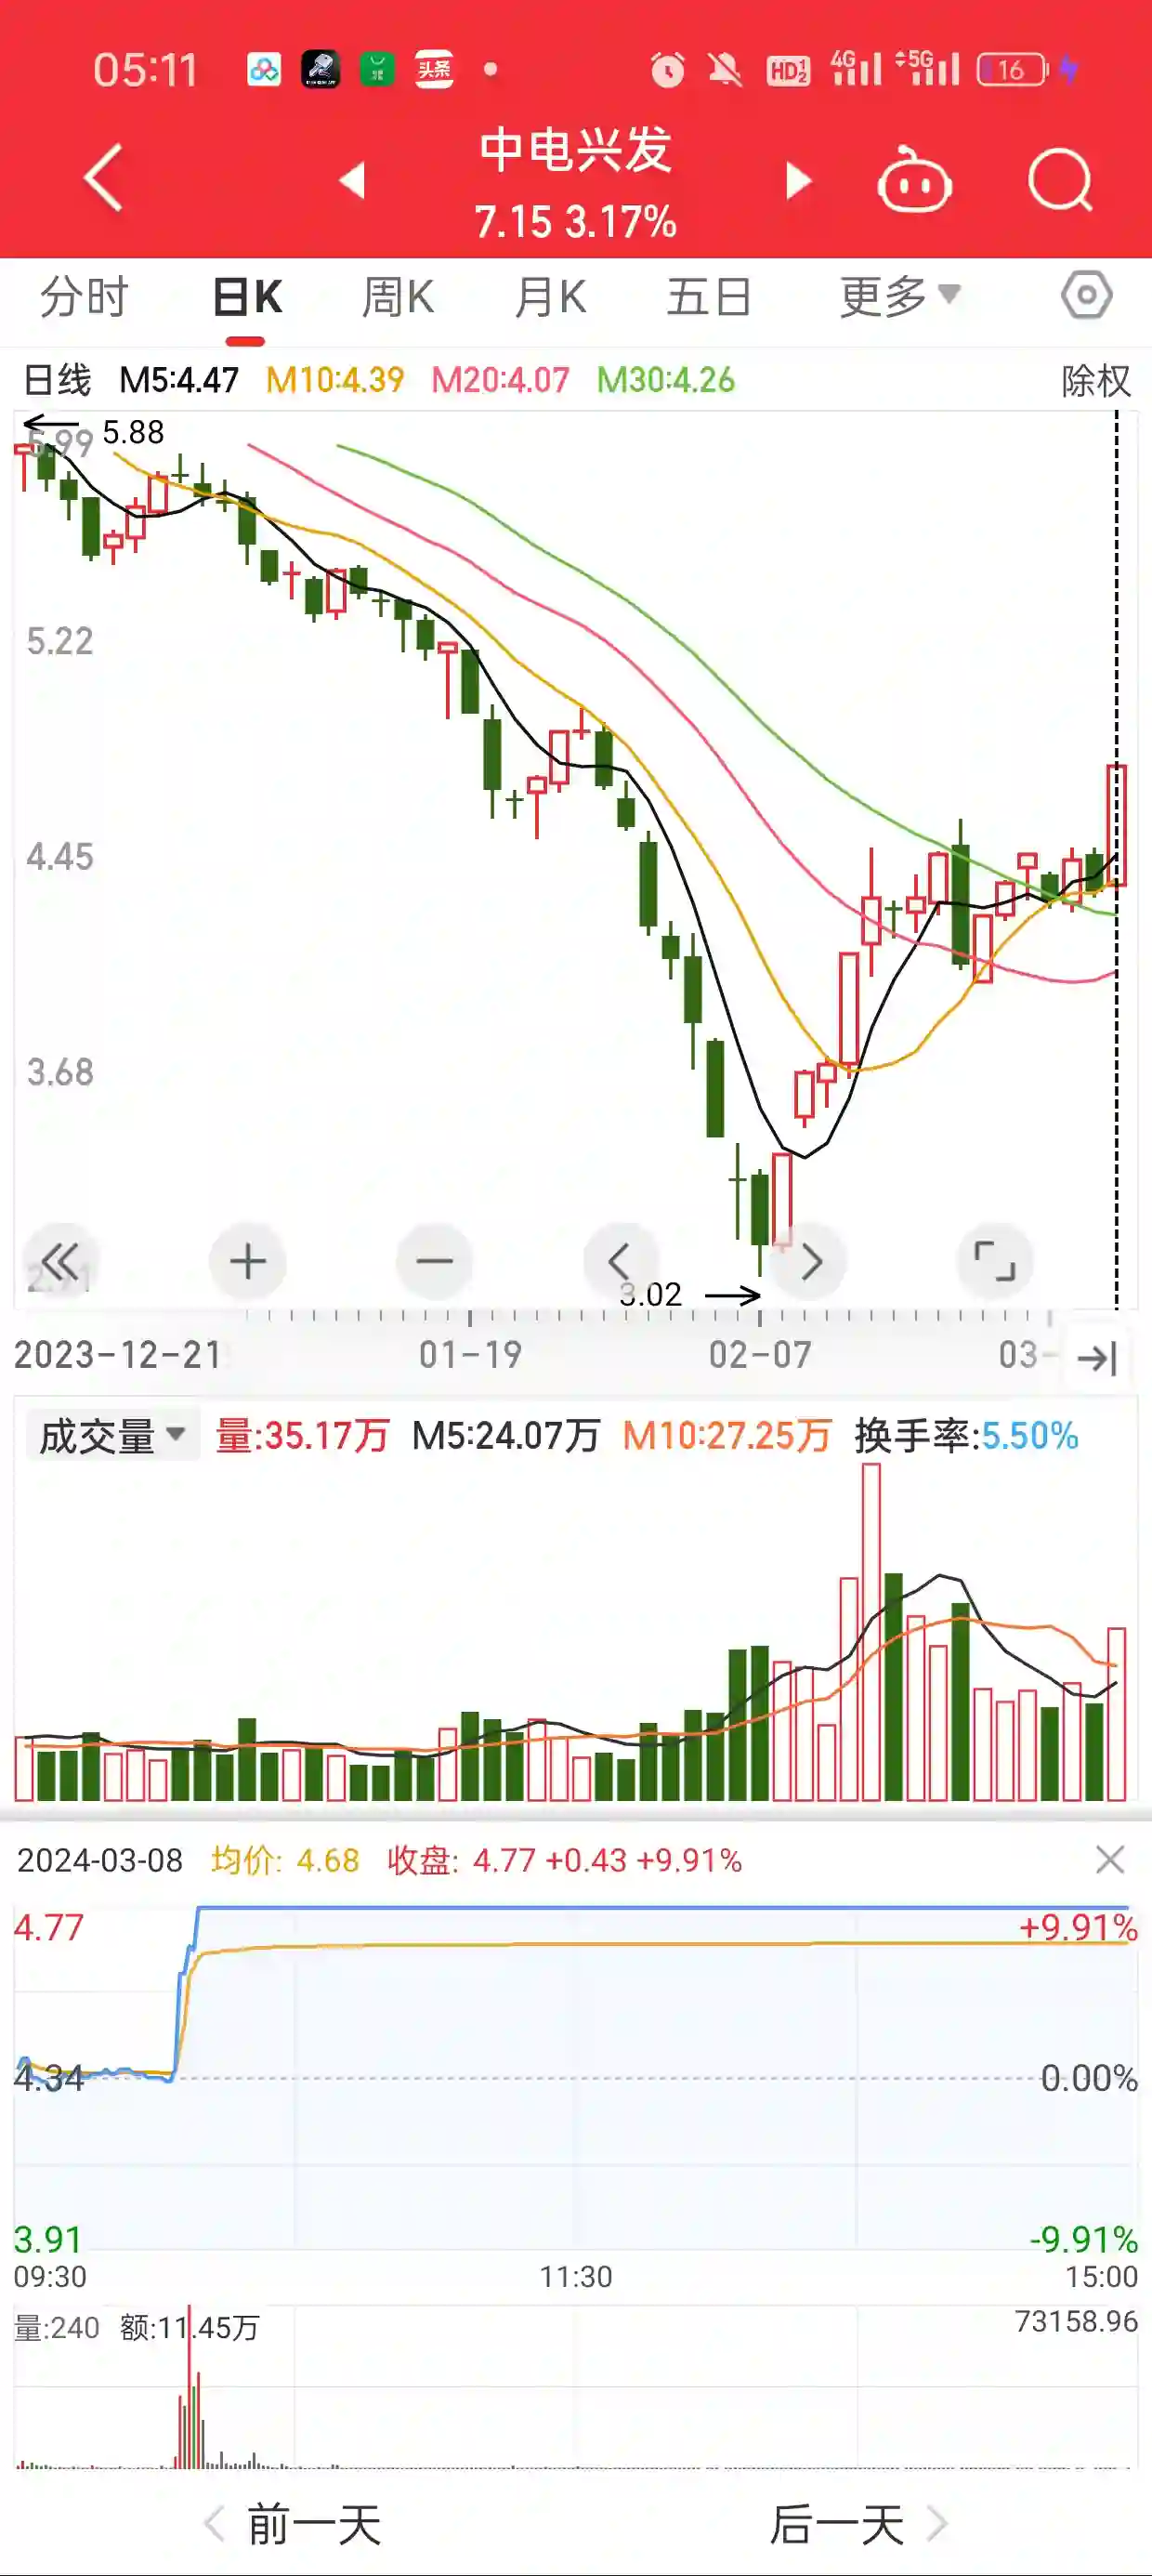 05:11 头条 HD 1 2 4G 5G 16
中电兴发
7.15 3.17%
分时 日K 周K 月K 五日 更多
日线 M5:4.47 M10:4.39 M20:4.07 M30:4.26 除权
5.99 5.88
5.22
4.45
3.68
3.02
2023-12-21 01-19 02-07 03-
成交量 量:35.17万 M5:24.07万 M10:27.25万 换手率:5.50%
2024-03-08 均价: 4.68 收盘: 4.77 +0.43 +9.91%
4.77 +9.91%
4.34 0.00%
3.91 -9.91%
09:30 11:30 15:00
量:240 额:11.45万 73158.96
前一天 后一天